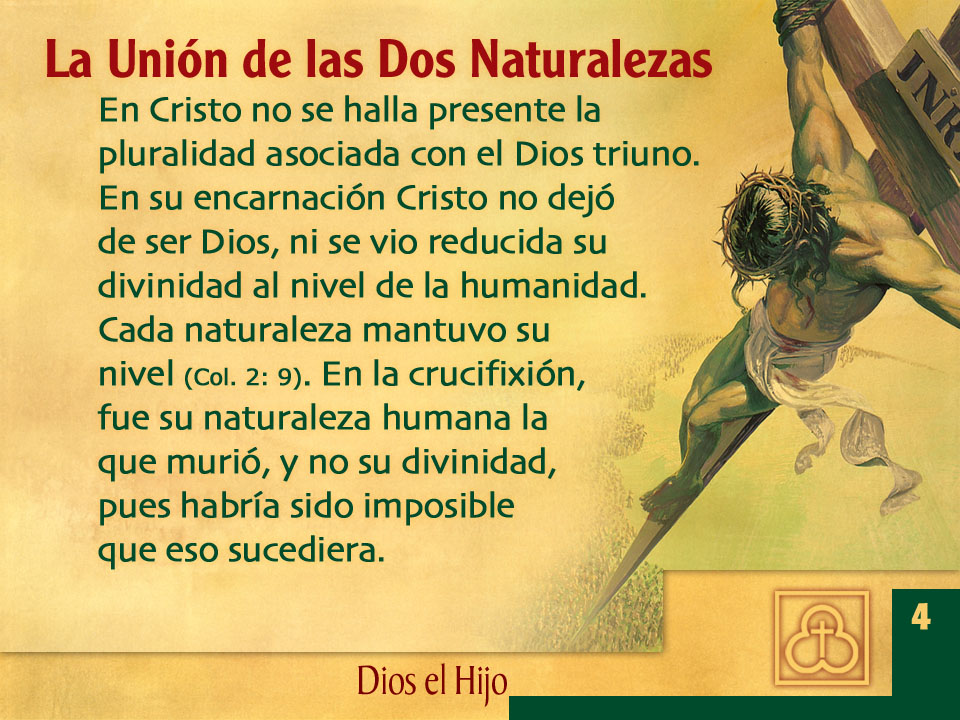 La Unión de las Dos Naturalezas
En Cristo no se halla presente la
pluralidad asociada con el Dios triuno.
En su encarnación Cristo no dejó
de ser Dios, ni se vio reducida su
divinidad al nivel de la humanidad.
Cada naturaleza mantuvo su
nivel (Col. 2: 9). En la crucifixión,
fue su naturaleza humana la
que murió, y no su divinidad,
pues habría sido imposible
que eso sucediera.
INRI
4
Dios el Hijo